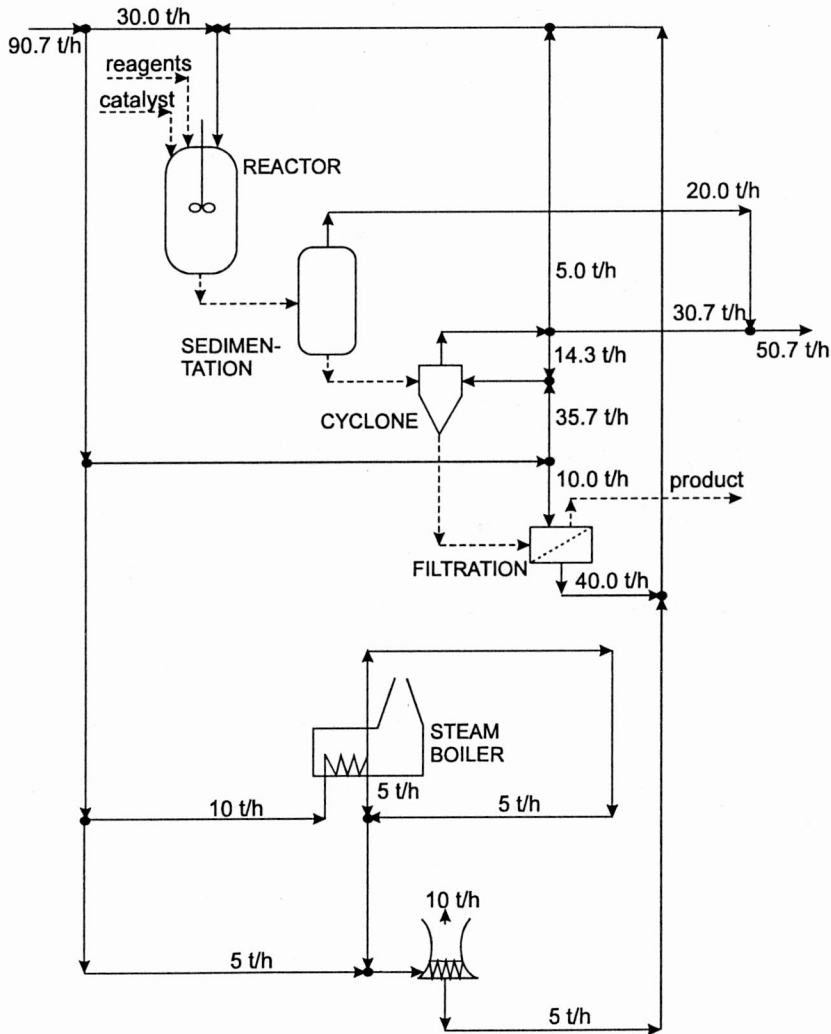 30.0 t/h
90.7 t/h
reagents
catalyst
REACTOR
20.0 t/h
5.0 t/h
30.7 t/h
50.7 t/h
SEDIMEN-
TATION
14.3 t/h
CYCLONE
35.7 t/h
10.0 t/h
product
FILTRATION
40.0 t/h
STEAM
BOILER
5 t/h
10 t/h
5 t/h
10 t/h
5 t/h
5 t/h